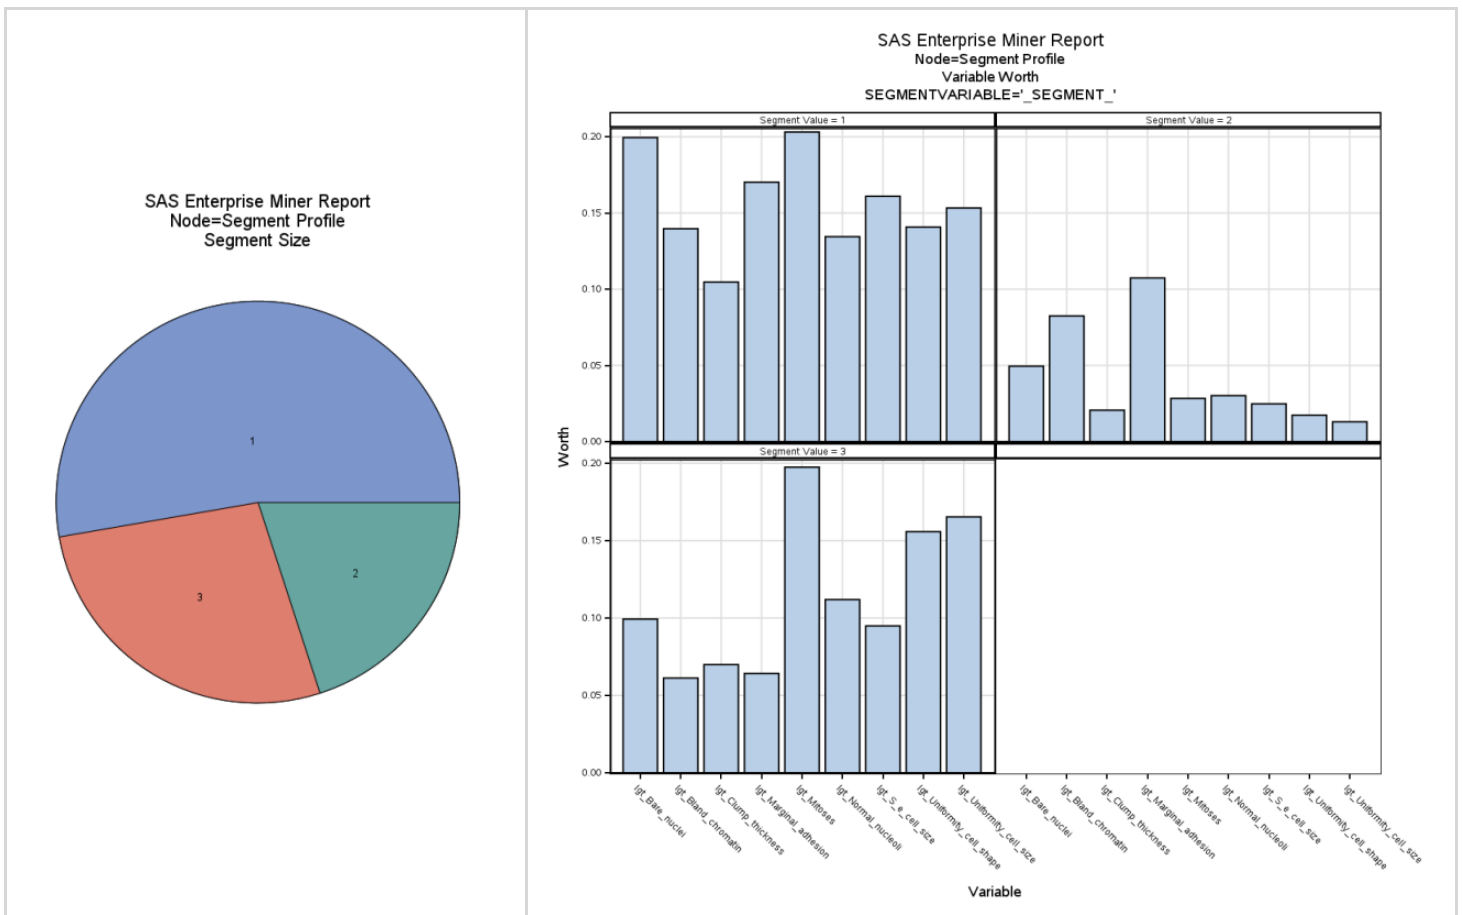 SAS Enterprise Miner Report
Node=Segment Profile
Segment Size
1
3
2
SAS Enterprise Miner Report
Node=Segment Profile
Variable Worth
SEGMENTVARIABLE='_SEGMENT_'
Segment Value = 1
Segment Value = 2
0.20
0.15
0.10
0.05
0.00
Worth
Segment Value = 3
0.20
0.15
0.10
0.05
0.00
lgt_Bare_nuclei
lgt_Bland_chromatin
lgt_Clump_thickness
lgt_Marginal_adhesion
lgt_Mitoses
lgt_Normal_nucleoli
lgt_S_e_cell_size
lgt_Uniformity_cell_shape
lgt_Uniformity_cell_size
lgt_Bare_nuclei
lgt_Bland_chromatin
lgt_Clump_thickness
lgt_Marginal_adhesion
lgt_Mitoses
lgt_Normal_nucleoli
lgt_S_e_cell_size
lgt_Uniformity_cell_shape
lgt_Uniformity_cell_size
Variable